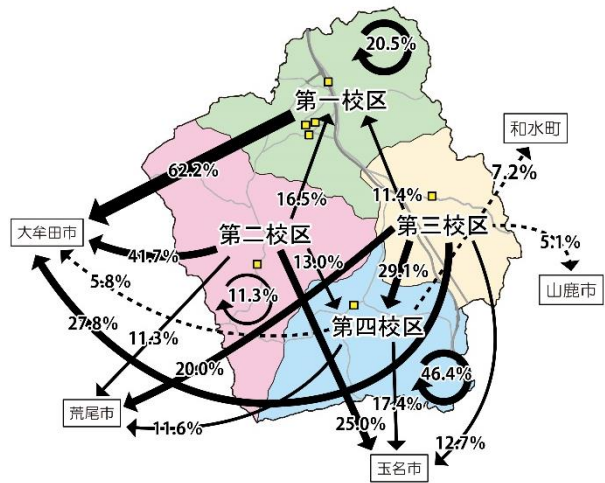 20.5%
第一校区
和水町
7.2%
62.2%
16.5%
11.4%
大牟田市
第二校区
第三校区
41.7%
13.0%
5.1%
29.1%
5.8%
11.3%
山鹿市
27.8%
11.3%
第四校区
20.0%
46.4%
荒尾市
17.4%
11.6%
25.0%
12.7%
玉名市